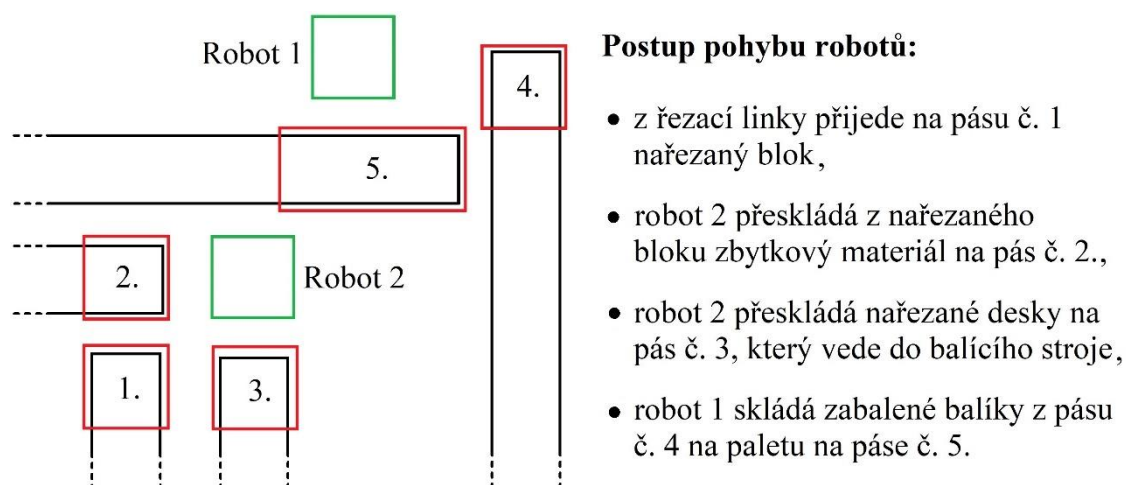 Robot 1
4.
5.
2.
Robot 2
1.
3.
Postup pohybu robotů:
• z řezací linky přijede na pásu č. 1
nařezaný blok,
• robot 2 přeskládá z nařezaného
bloku zbytkový materiál na pás č. 2.,
• robot 2 přeskládá nařezané desky na
pás č. 3, který vede do balícího stroje,
• robot 1 skládá zabalené balíky z pásu
č. 4 na paletu na páse č. 5.